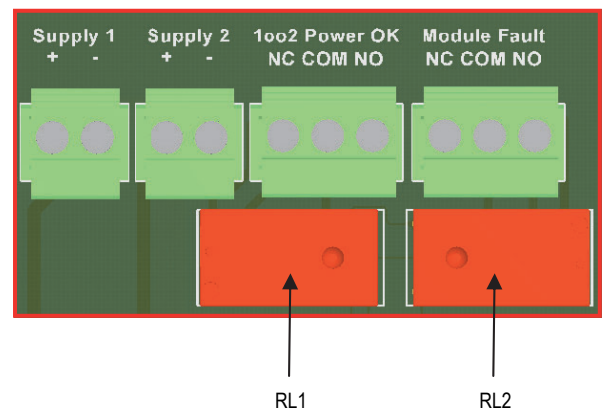 Supply 1 Supply 2 1oo2 Power OK Module Fault
+ - + - NC COM NO NC COM NO
RL1 RL2